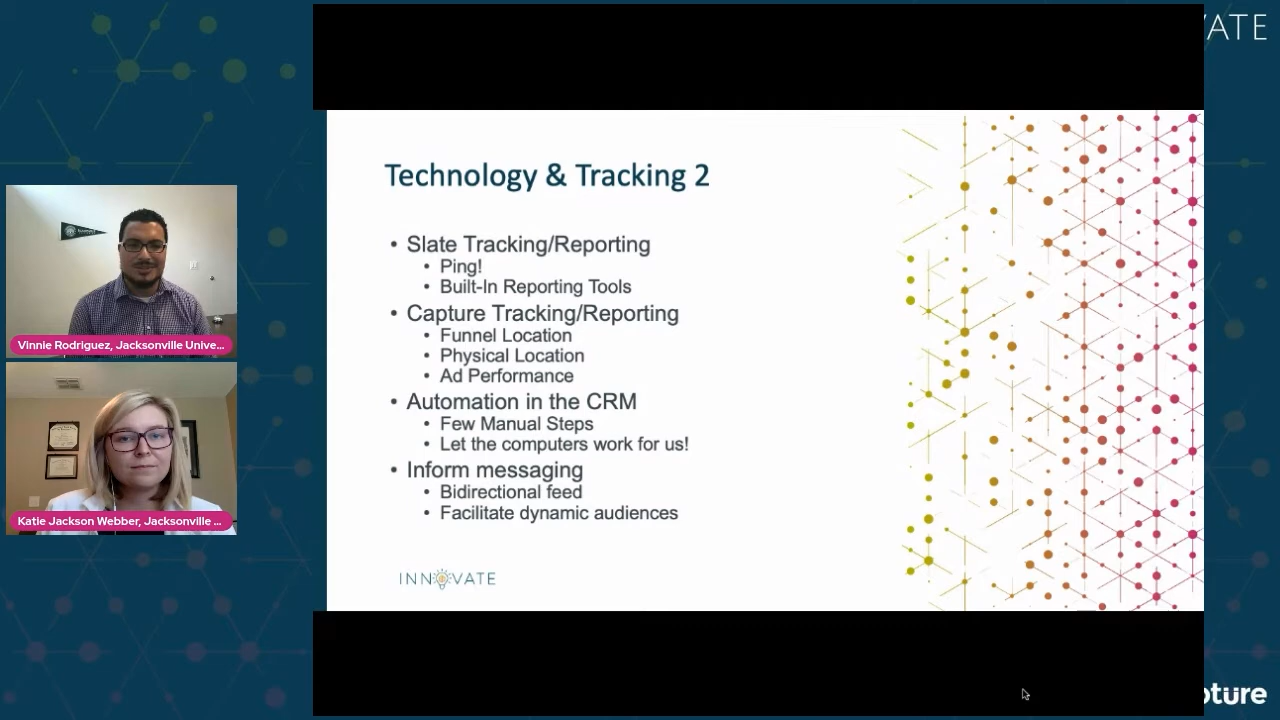 VATE
Technology & Tracking 2
• Slate Tracking/Reporting
• Ping!
• Built-In Reporting Tools
• Capture Tracking/Reporting
• Funnel Location
• Physical Location
• Ad Performance
• Automation in the CRM
• Few Manual Steps
• Let the computers work for us!
• Inform messaging
• Bidirectional feed
• Facilitate dynamic audiences
INNOVATE
Vinnie Rodriguez, Jacksonville Unive...
Katie Jackson Webber, Jacksonville ...
oture